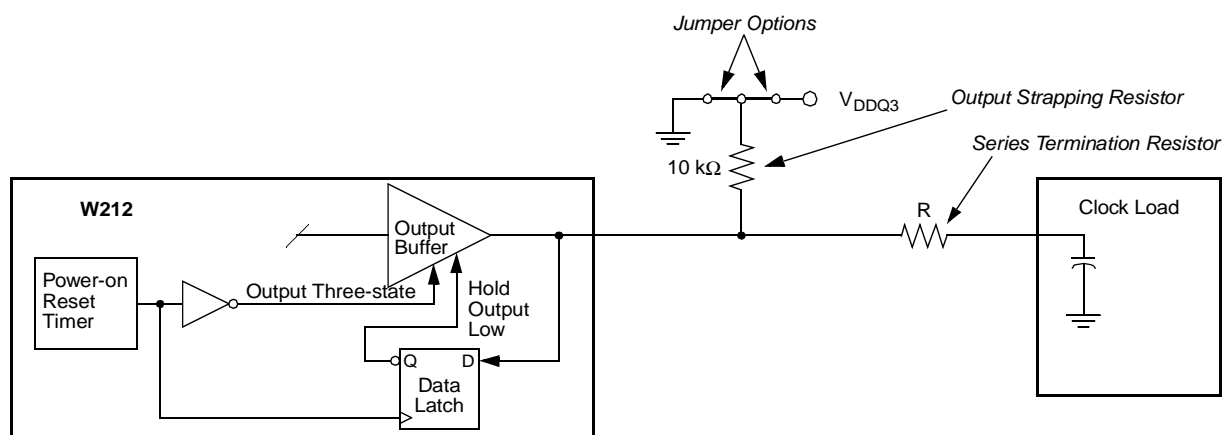 Jumper Options
V_DDQ3
Output Strapping Resistor
Series Termination Resistor
10 kΩ
W212
Output
Buffer
R
Clock Load
Power-on
Reset
Timer
Output Three-state
Hold
Output
Low
Q D
Data
Latch